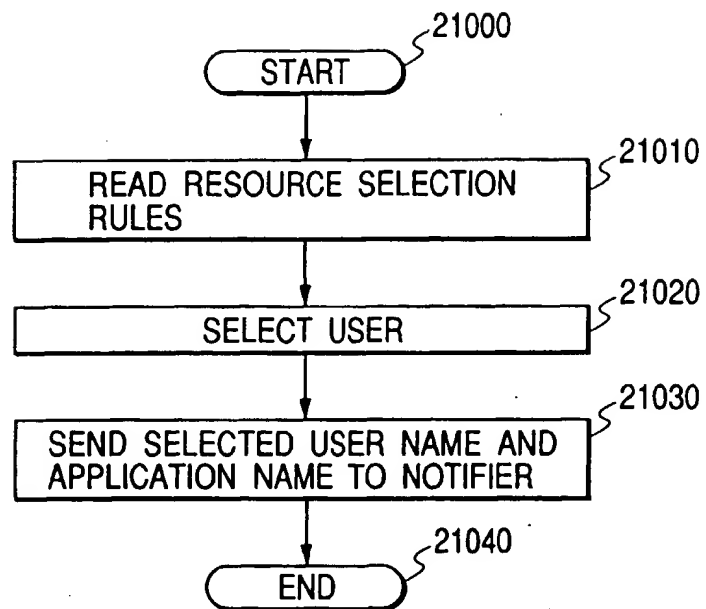 21000
START
21010
READ RESOURCE SELECTION
RULES
21020
SELECT USER
21030
SEND SELECTED USER NAME AND
APPLICATION NAME TO NOTIFIER
21040
END